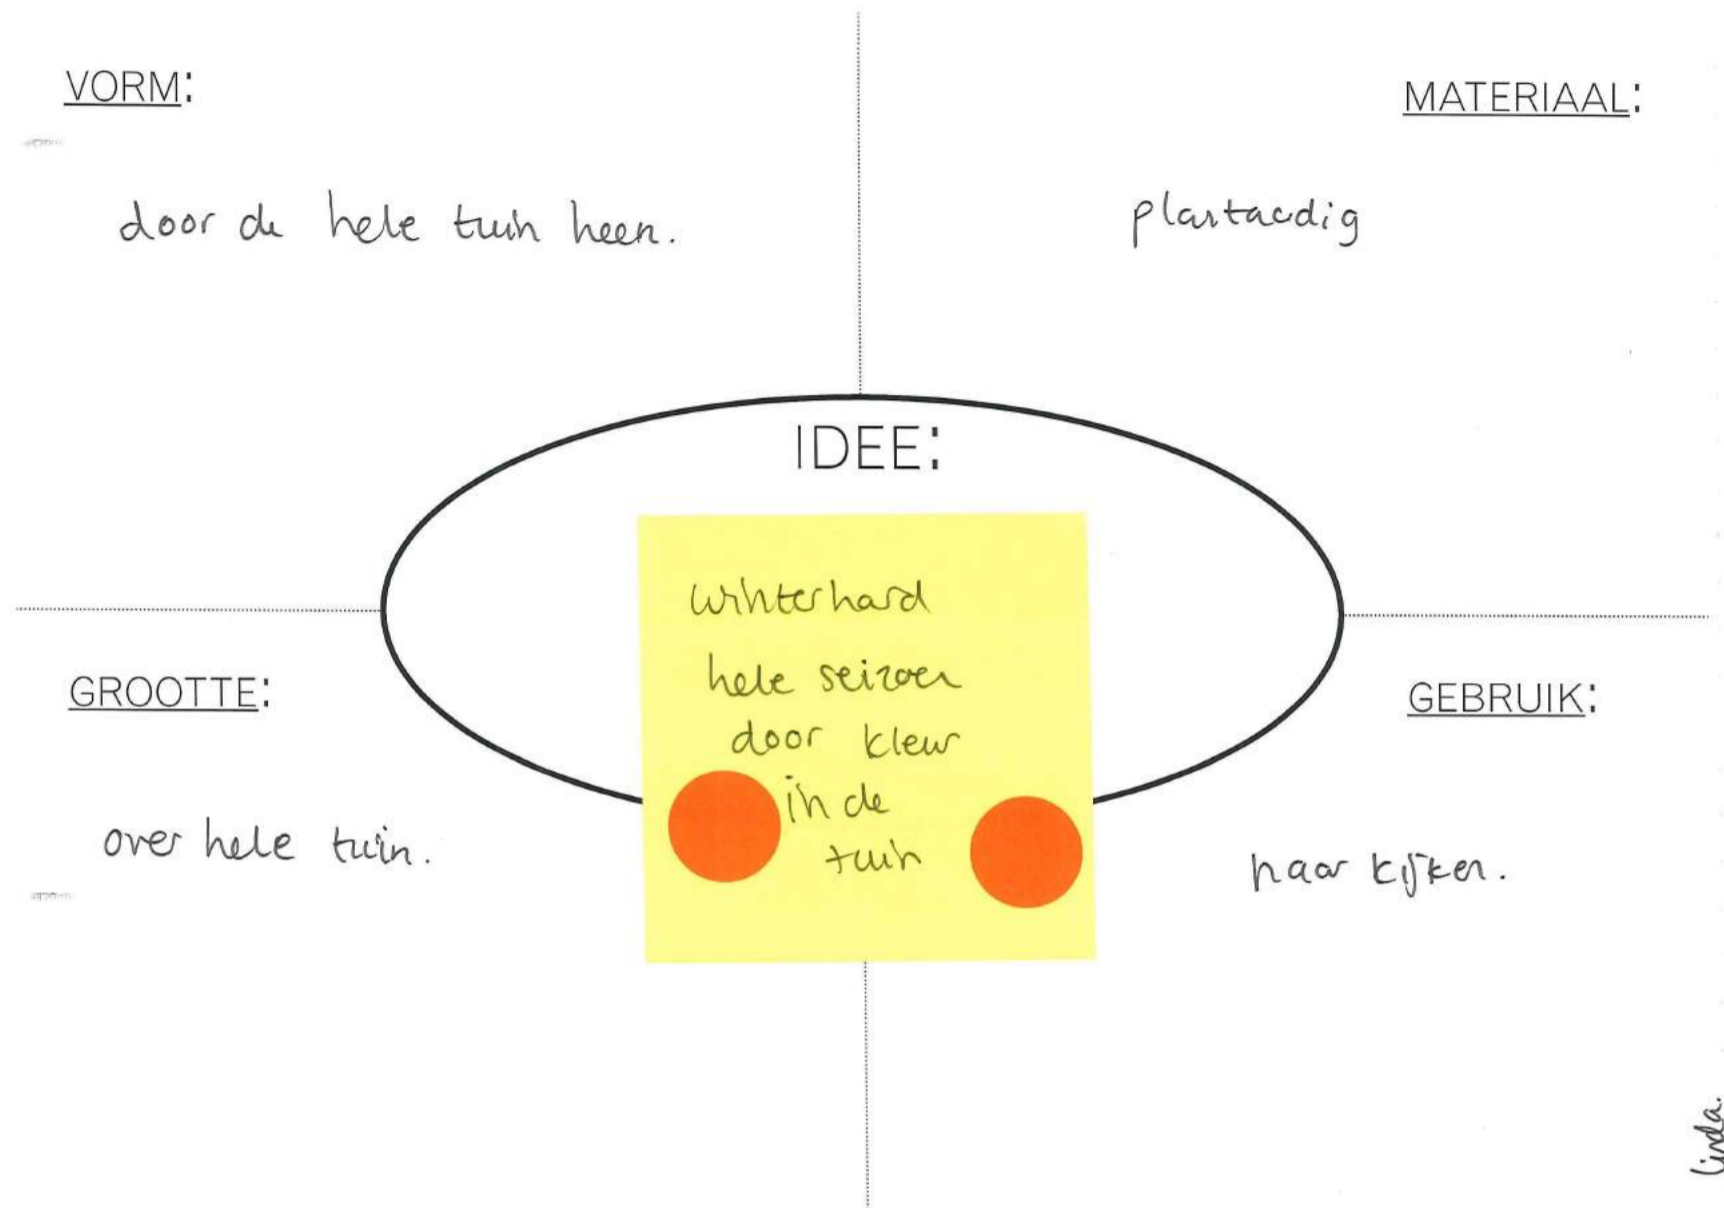 VORM:
door de hele tuin heen.
MATERIAAL:
plantaardig
IDEE:
winterhard
hele seizoen
door kleur
in de
tuin
GROOTTE:
over hele tuin.
GEBRUIK:
naar kijken.
Linda.